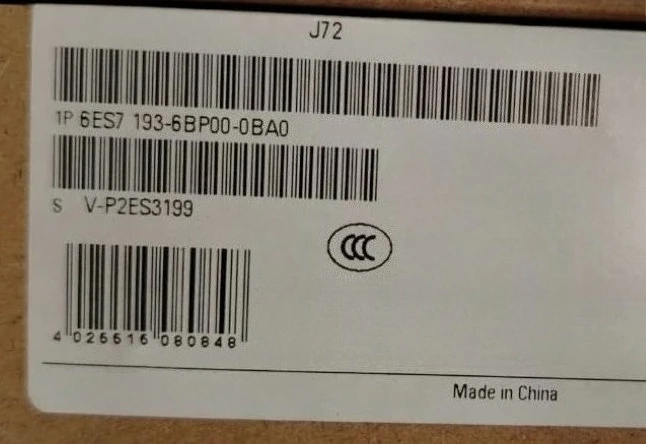 J72
1P 6ES7 193-6BP00-0BA0
S V-P2ES3199
CCC
4 026616 080848
Made in China